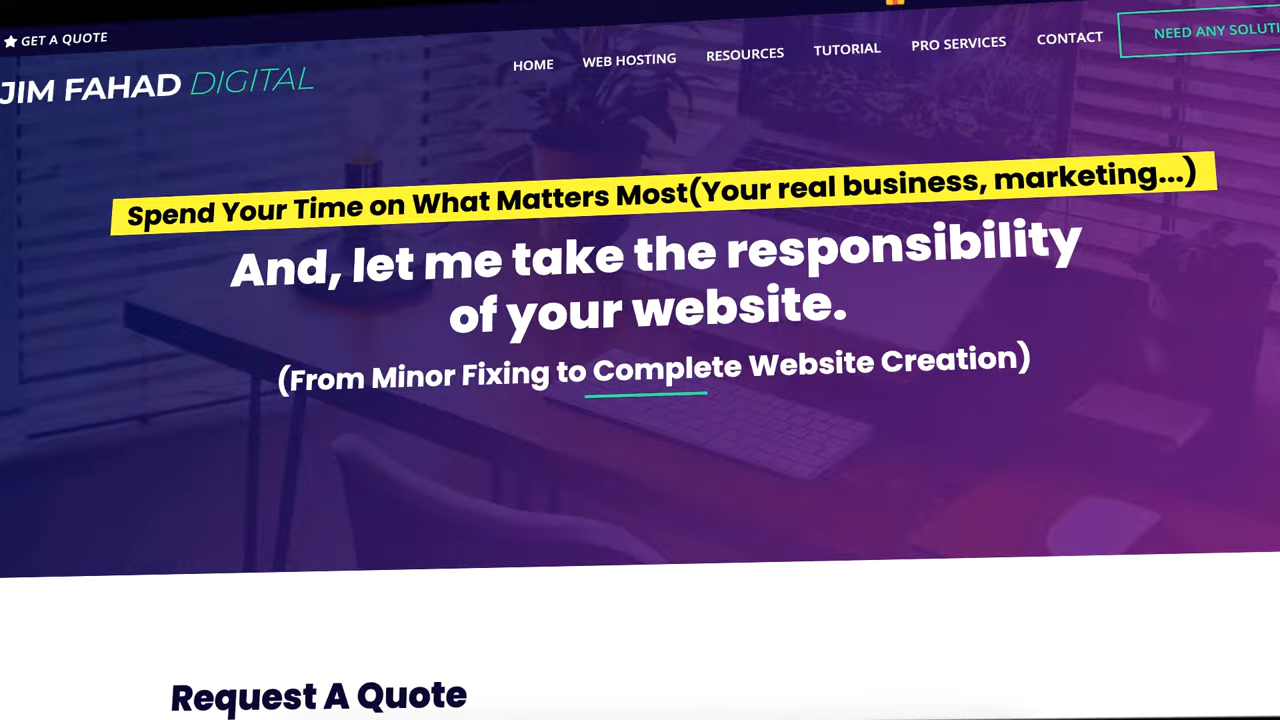 GET A QUOTE
JIM FAHAD DIGITAL
HOME WEB HOSTING RESOURCES TUTORIAL PRO SERVICES CONTACT NEED ANY
Spend Your Time on What Matters Most(Your real business, marketing...)
And, let me take the responsibility
of your website.
(From Minor Fixing to Complete Website Creation)
Request A Quote